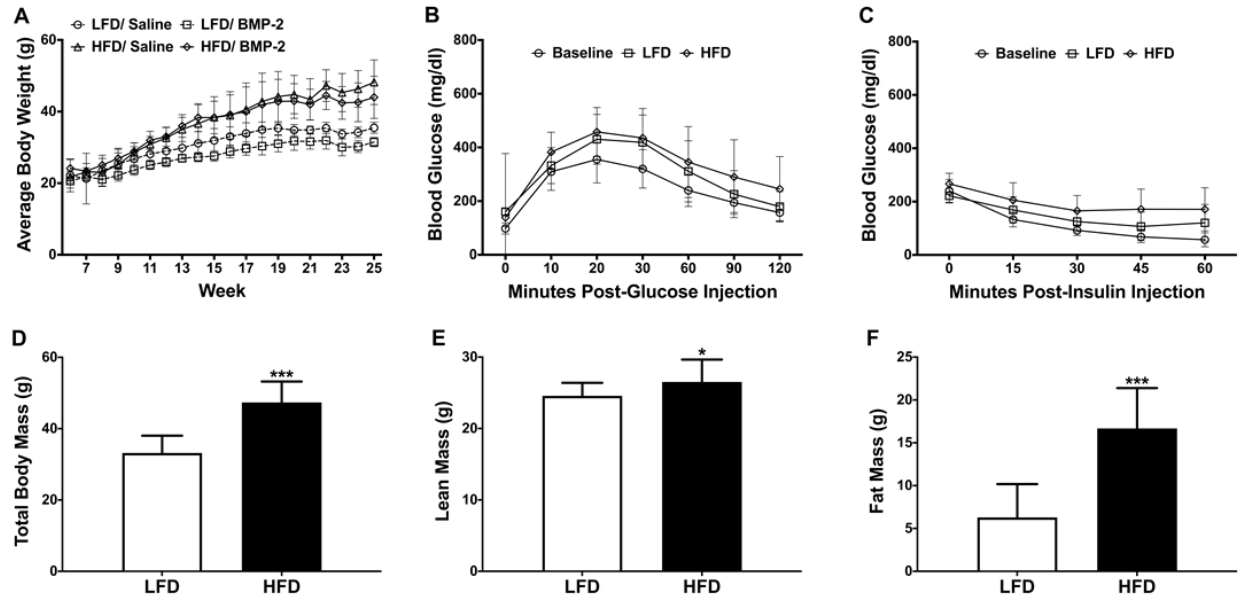 A
LFD/ Saline LFD/ BMP-2
HFD/ Saline HFD/ BMP-2
Average Body Weight (g)
60
40
20
0
7 9 11 13 15 17 19 21 23 25
Week
B
Baseline LFD HFD
Blood Glucose (mg/dl)
800
600
400
200
0
0 10 20 30 60 90 120
Minutes Post-Glucose Injection
C
Baseline LFD HFD
Blood Glucose (mg/dl)
800
600
400
200
0
0 15 30 45 60
Minutes Post-Insulin Injection
D
Total Body Mass (g)
60
40
20
0
***
LFD HFD
E
Lean Mass (g)
30
20
10
0
*
LFD HFD
F
Fat Mass (g)
25
20
15
10
5
0
***
LFD HFD